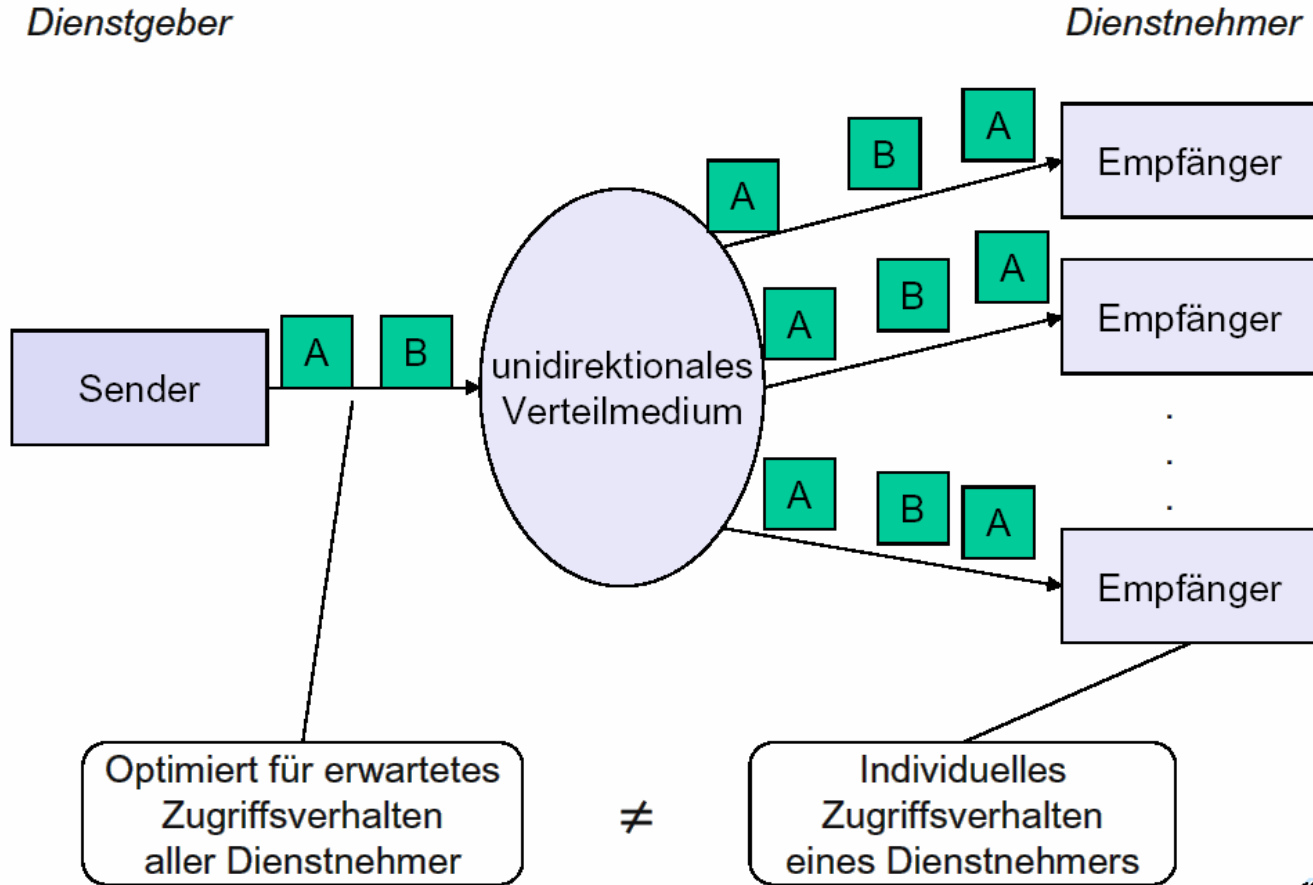 Dienstgeber
Dienstnehmer
A
B
A
Empfänger
A
B
A
Empfänger
A
B
Sender
unidirektionales
Verteilmedium
.
.
.
A
B
A
Empfänger
Optimiert für erwartetes
Zugriffsverhalten
aller Dienstnehmer
≠
Individuelles
Zugriffsverhalten
eines Dienstnehmers